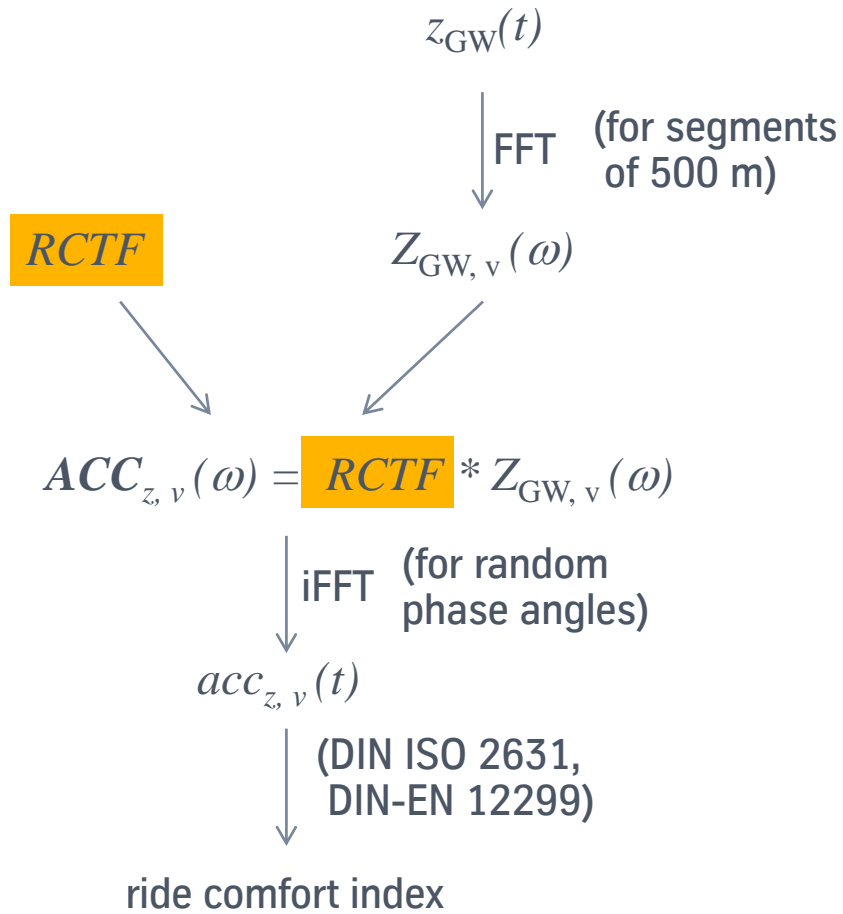 z_GW(t)
FFT (for segments
of 500 m)
RCTF
Z_GW, v(ω)
ACC_z, v(ω) = RCTF * Z_GW, v(ω)
iFFT (for random
phase angles)
acc_z, v(t)
(DIN ISO 2631,
DIN-EN 12299)
ride comfort index